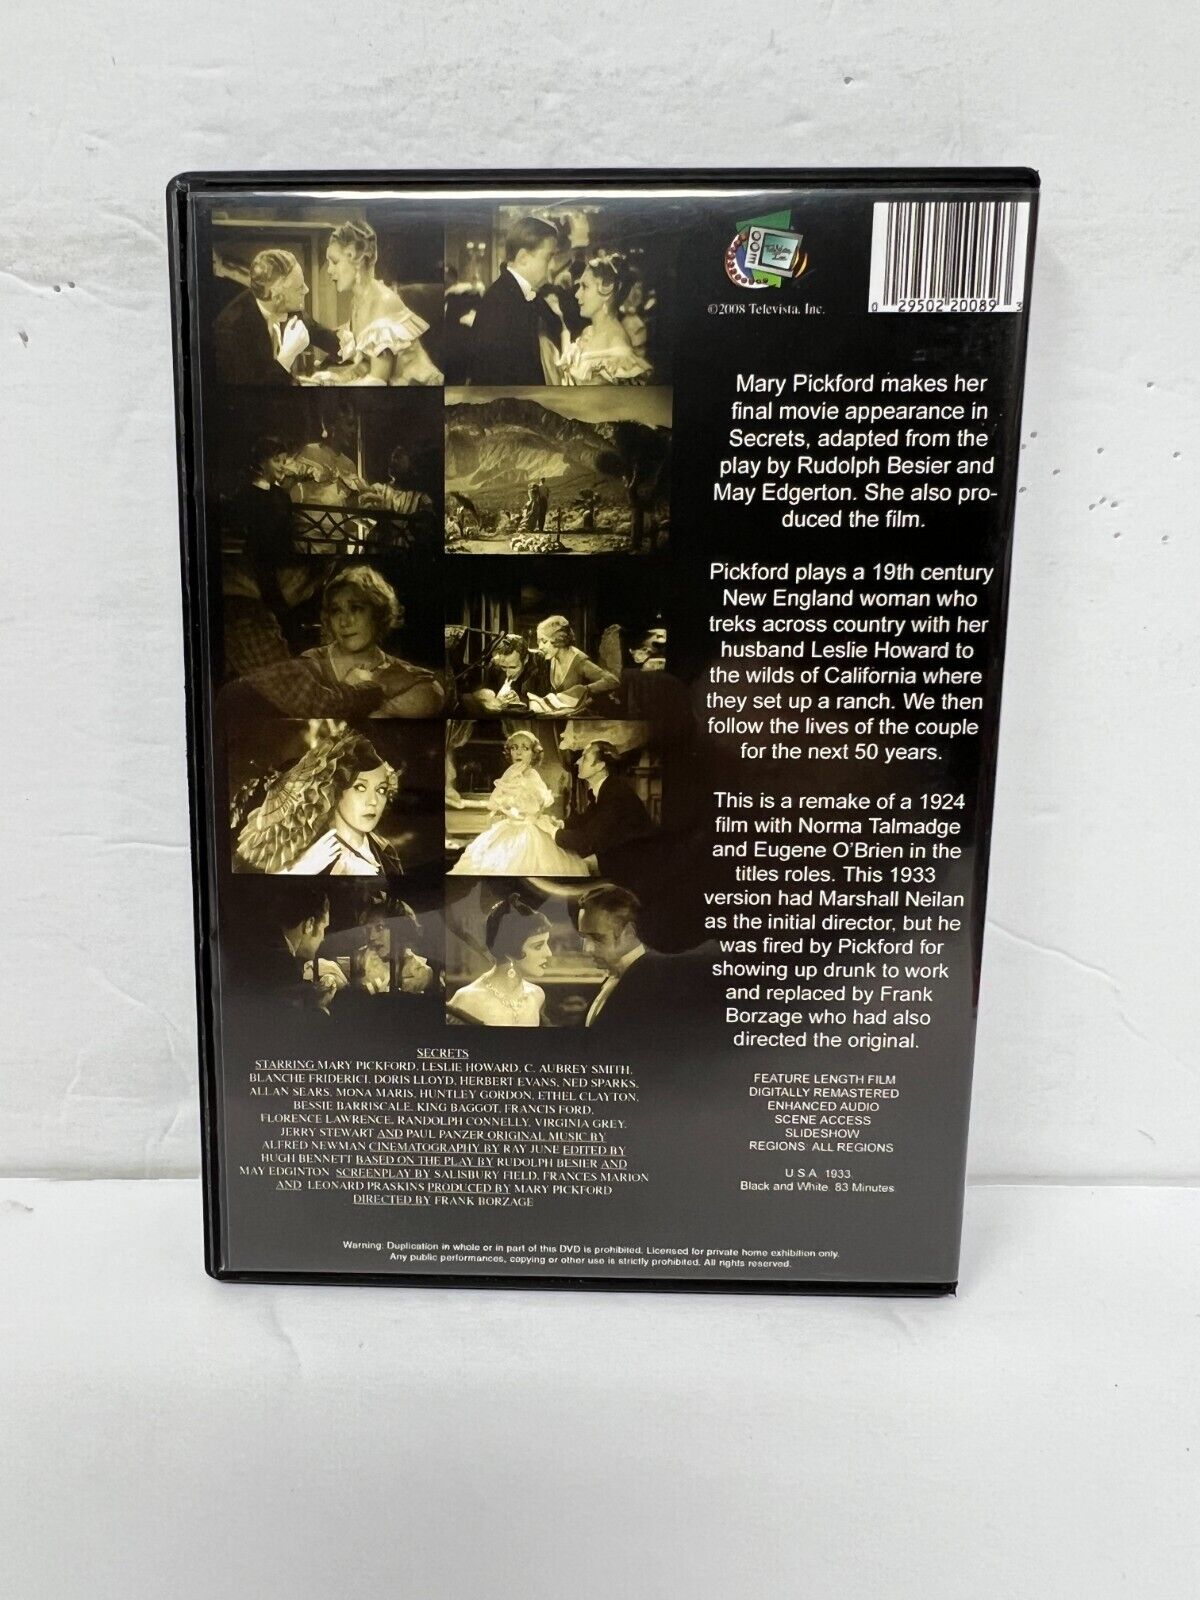 ©2008 Televista, Inc.
0 29502 20089 3
Mary Pickford makes her
final movie appearance in
Secrets, adapted from the
play by Rudolph Besier and
May Edgerton. She also pro-
duced the film.
Pickford plays a 19th century
New England woman who
treks across country with her
husband Leslie Howard to
the wilds of California where
they set up a ranch. We then
follow the lives of the couple
for the next 50 years.
This is a remake of a 1924
film with Norma Talmadge
and Eugene O'Brien in the
titles roles. This 1933
version had Marshall Neilan
as the initial director, but he
was fired by Pickford for
showing up drunk to work
and replaced by Frank
Borzage who had also
directed the original.
SECRETS
STARRING MARY PICKFORD, LESLIE HOWARD, C. AUBREY SMITH,
BLANCHE FRIDERICI, DORIS LLOYD, HERBERT EVANS, NED SPARKS,
ALLAN SEARS, MONA MARIS, HUNTLEY GORDON, ETHEL CLAYTON,
BESSIE BARRISCALE, KING BAGGOT, FRANCIS FORD,
FLORENCE LAWRENCE, RANDOLPH CONNELLY, VIRGINIA GREY,
JERRY STEWART AND PAUL PANZER ORIGINAL MUSIC BY
ALFRED NEWMAN CINEMATOGRAPHY BY RAY JUNE EDITED BY
HUGH BENNETT BASED ON THE PLAY BY RUDOLPH BESIER AND
MAY EDGINTON SCREENPLAY BY SALISBURY FIELD, FRANCES MARION
AND LEONARD PRASKINS PRODUCED BY MARY PICKFORD
DIRECTED BY FRANK BORZAGE
FEATURE LENGTH FILM
DIGITALLY REMASTERED
ENHANCED AUDIO
SCENE ACCESS
SLIDESHOW
REGIONS: ALL REGIONS
U.S.A. 1933
Black and White 83 Minutes
Warning: Duplication in whole or in part of this DVD is prohibited. Licensed for private home exhibition only.
Any public performances, copying or other use is strictly prohibited. All rights reserved.